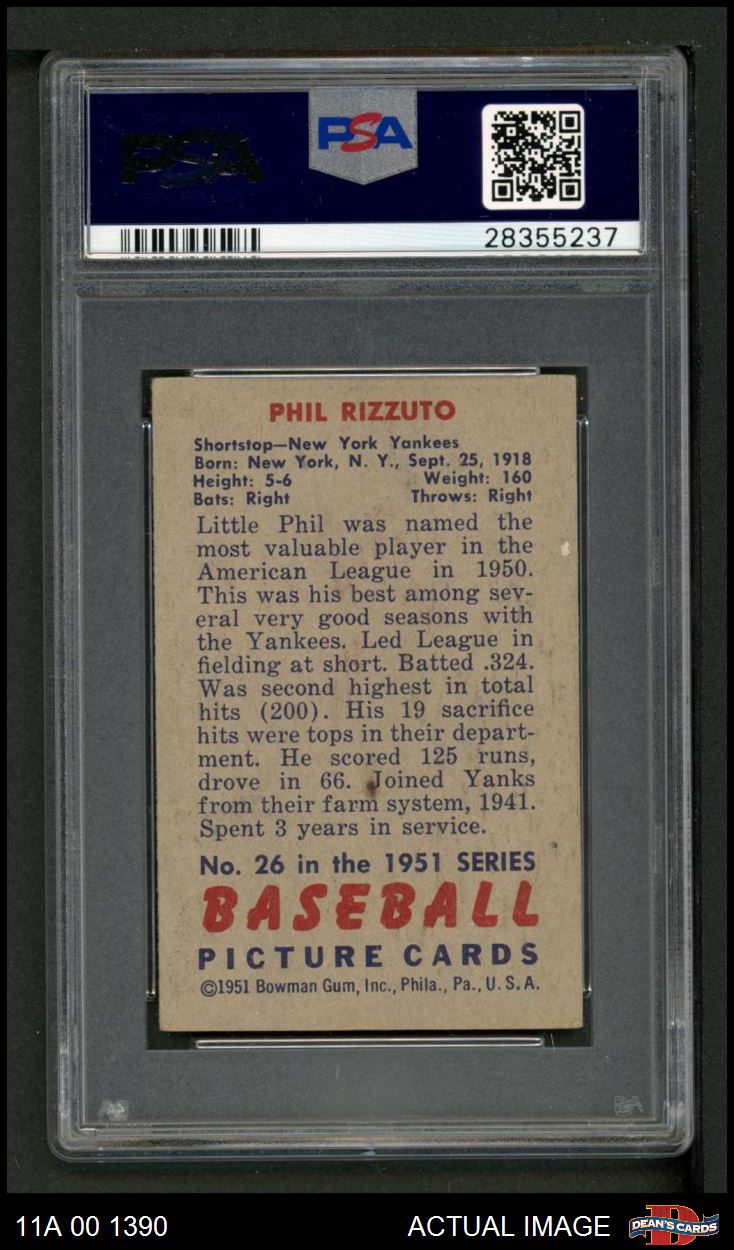 PSA
PSA
28355237
PHIL RIZZUTO
Shortstop—New York Yankees
Born: New York, N. Y., Sept. 25, 1918
Height: 5-6 Weight: 160
Bats: Right Throws: Right
Little Phil was named the
most valuable player in the
American League in 1950.
This was his best among sev-
eral very good seasons with
the Yankees. Led League in
fielding at short. Batted .324.
Was second highest in total
hits (200). His 19 sacrifice
hits were tops in their depart-
ment. He scored 125 runs,
drove in 66. Joined Yanks
from their farm system, 1941.
Spent 3 years in service.
No. 26 in the 1951 SERIES
BASEBALL
PICTURE CARDS
©1951 Bowman Gum, Inc., Phila., Pa., U. S. A.
PSA
11A 00 1390 ACTUAL IMAGE DEAN'S CARDS